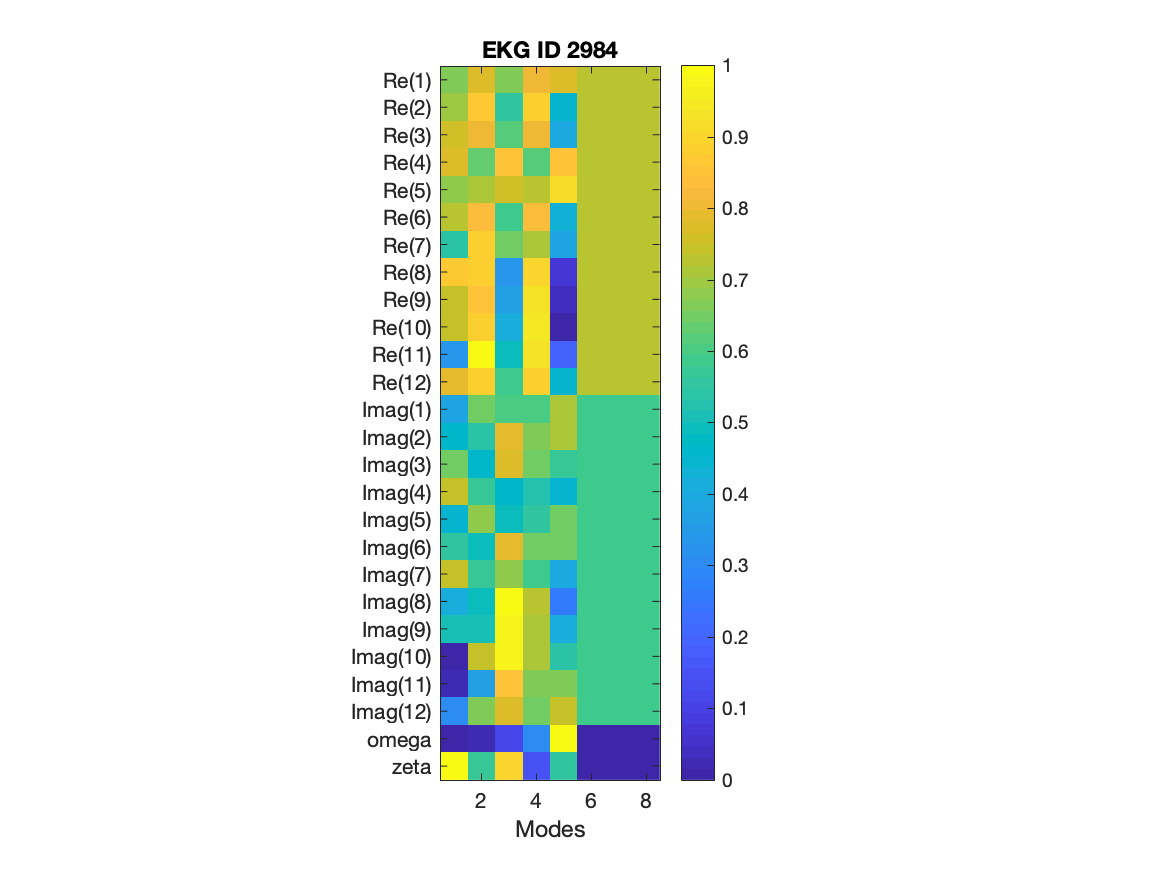 EKG ID 2984
Re(1)
Re(2)
Re(3)
Re(4)
Re(5)
Re(6)
Re(7)
Re(8)
Re(9)
Re(10)
Re(11)
Re(12)
Imag(1)
Imag(2)
Imag(3)
Imag(4)
Imag(5)
Imag(6)
Imag(7)
Imag(8)
Imag(9)
Imag(10)
Imag(11)
Imag(12)
omega
zeta
2 4 6 8
Modes
1
0.9
0.8
0.7
0.6
0.5
0.4
0.3
0.2
0.1
0